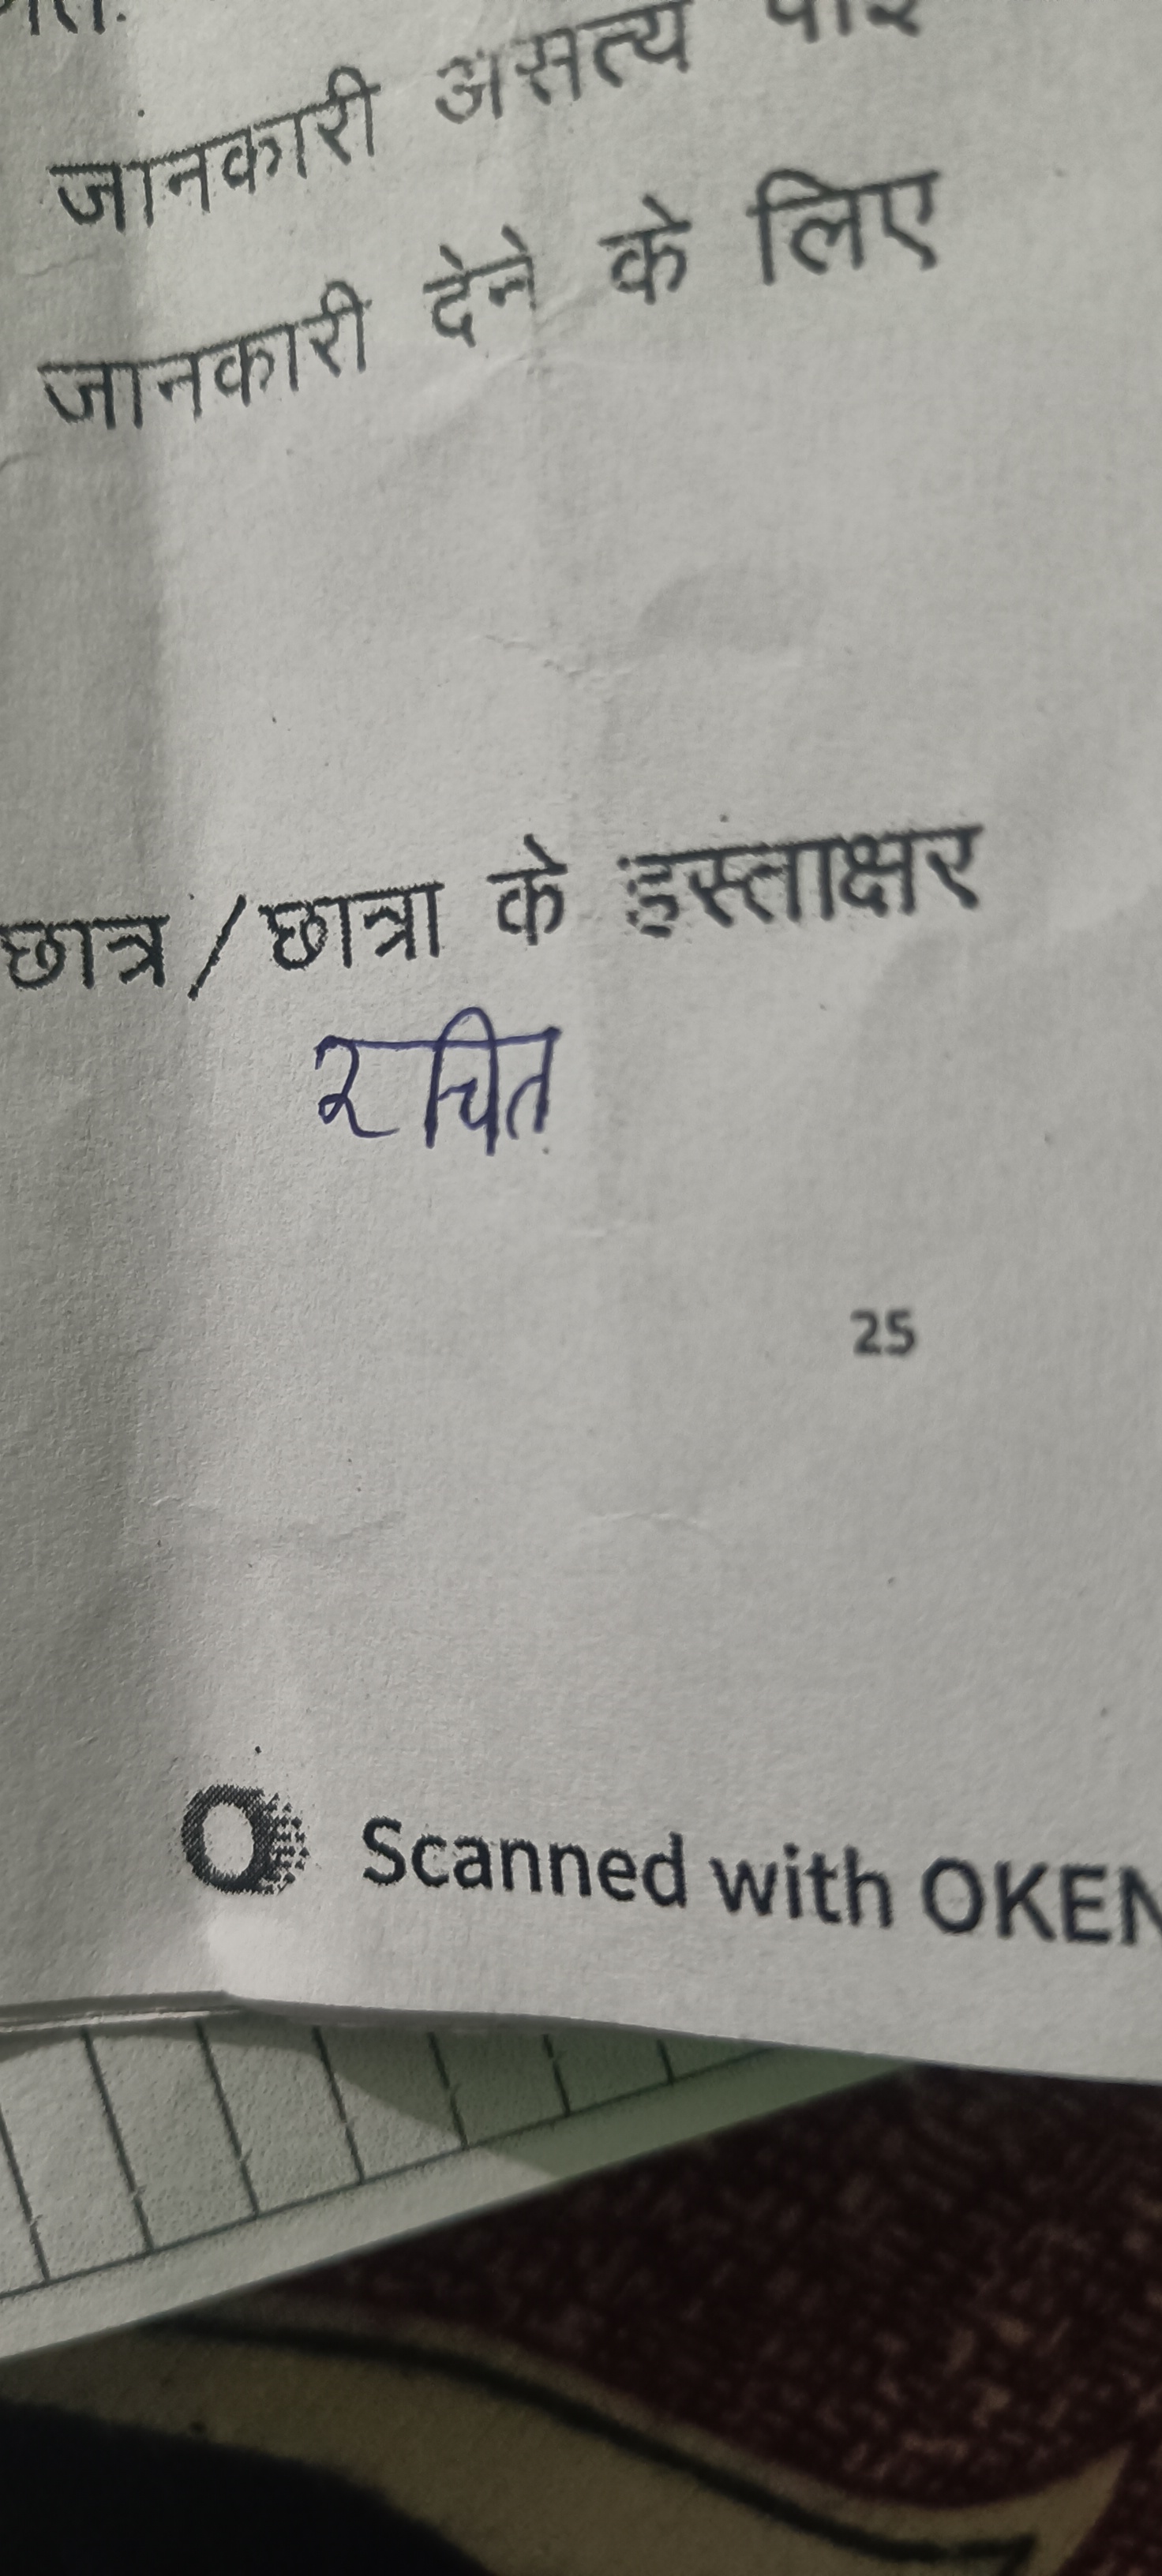 जानकारी असत्य
जानकारी देने के लिए
छात्र/छात्रा के हस्ताक्षर
रचित
25
Scanned with OKEN